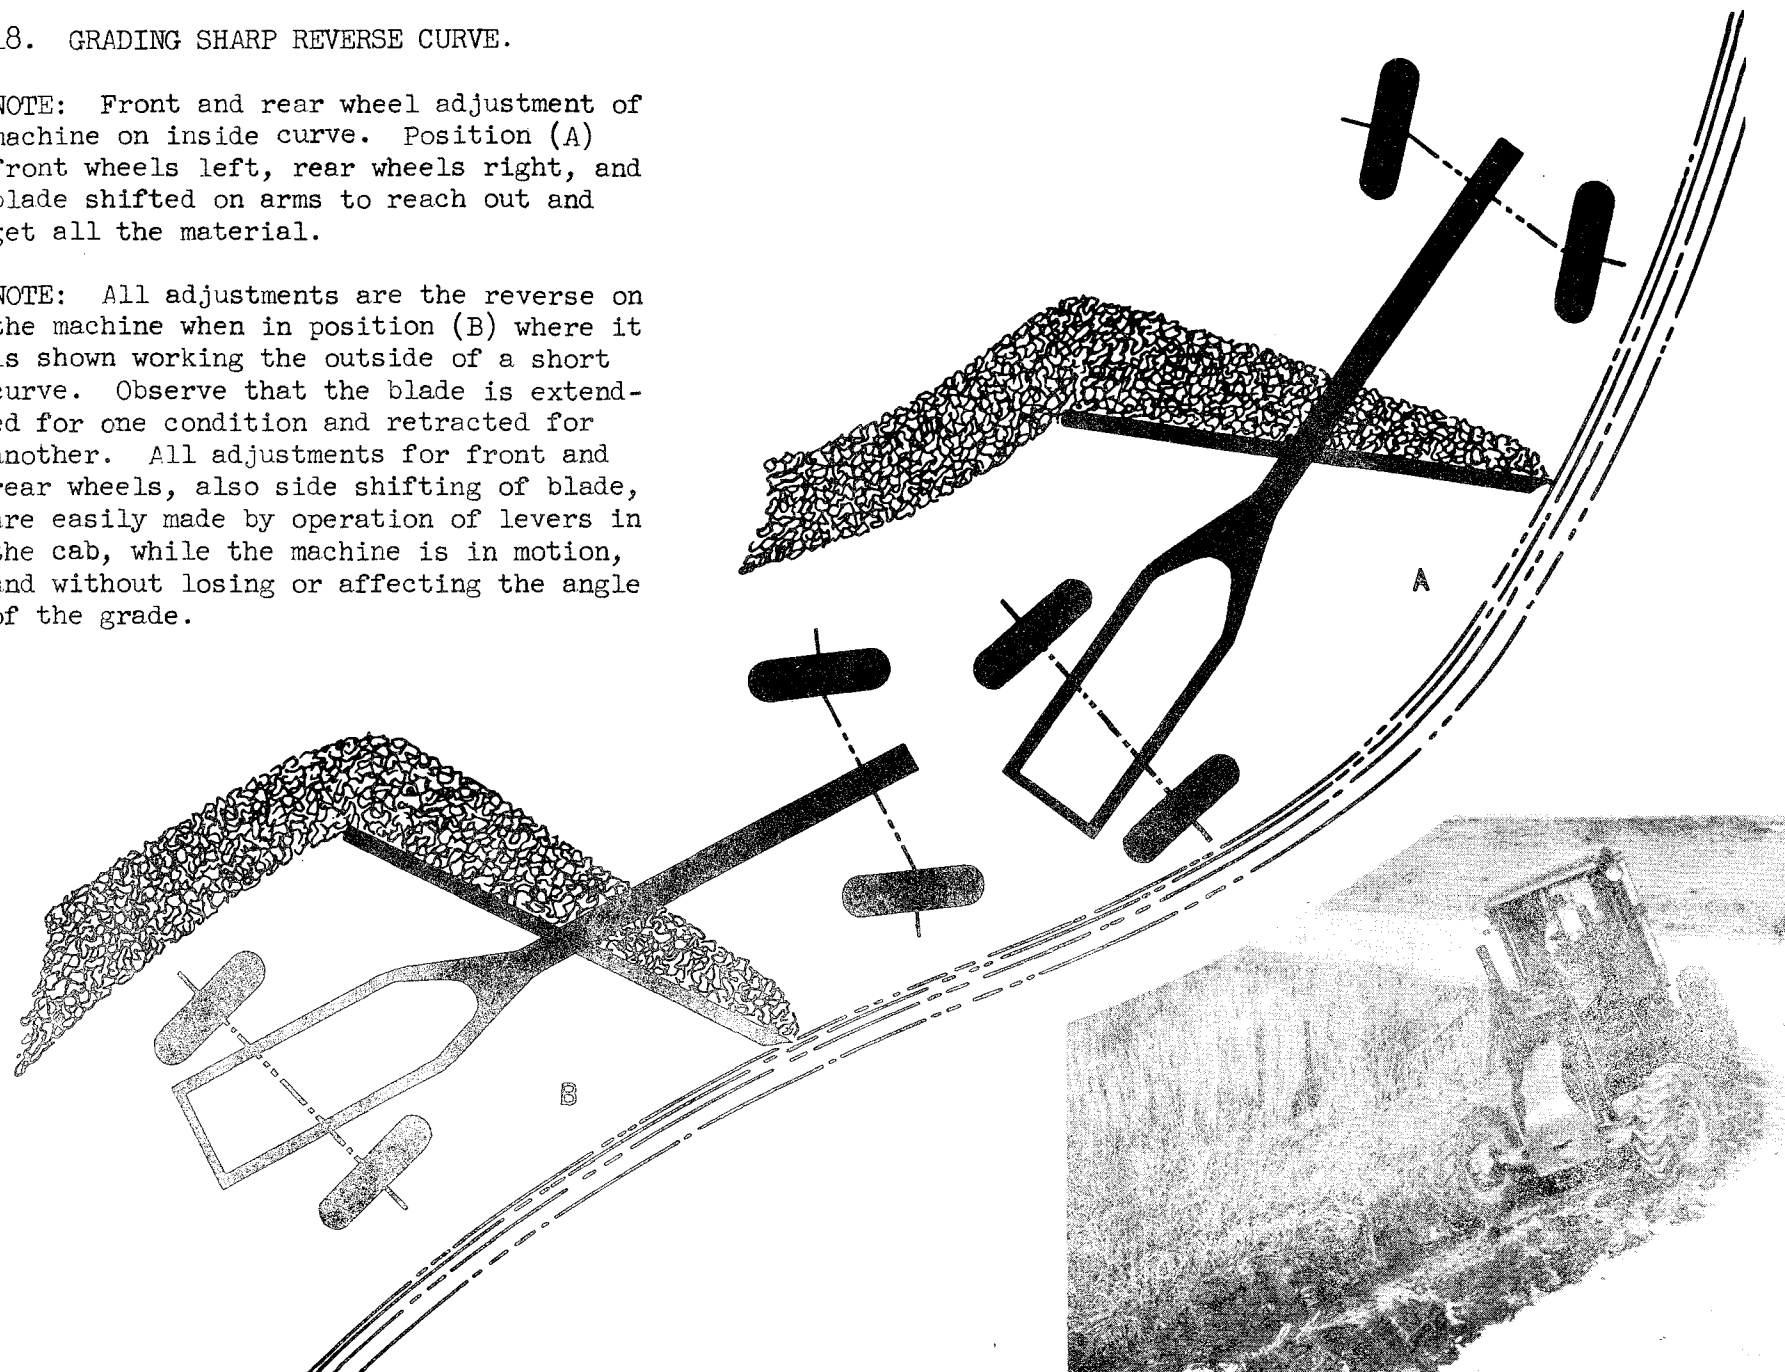 18. GRADING SHARP REVERSE CURVE.
NOTE: Front and rear wheel adjustment of
machine on inside curve. Position (A)
front wheels left, rear wheels right, and
blade shifted on arms to reach out and
get all the material.
NOTE: All adjustments are the reverse on
the machine when in position (B) where it
is shown working the outside of a short
curve. Observe that the blade is extend-
ed for one condition and retracted for
another. All adjustments for front and
rear wheels, also side shifting of blade,
are easily made by operation of levers in
the cab, while the machine is in motion,
and without losing or affecting the angle
of the grade.
A
B